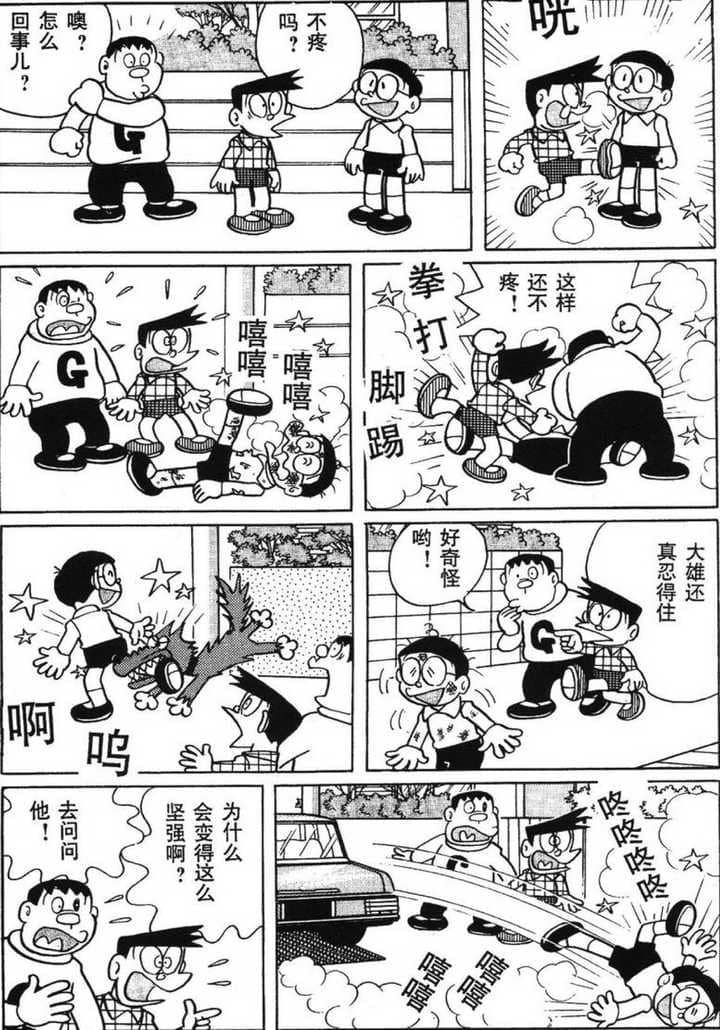 咣
不疼
吗？
噢？
怎么
回事儿？
G
这样
还不
疼！
拳打
脚踢
嘻嘻
嘻嘻
G
大雄还
真忍得住
好奇怪
哟！
G
啊
呜
咚咚咚咚
嘻嘻
嘻嘻
G
为什么
会变得这么
坚强啊？
去问问
他！